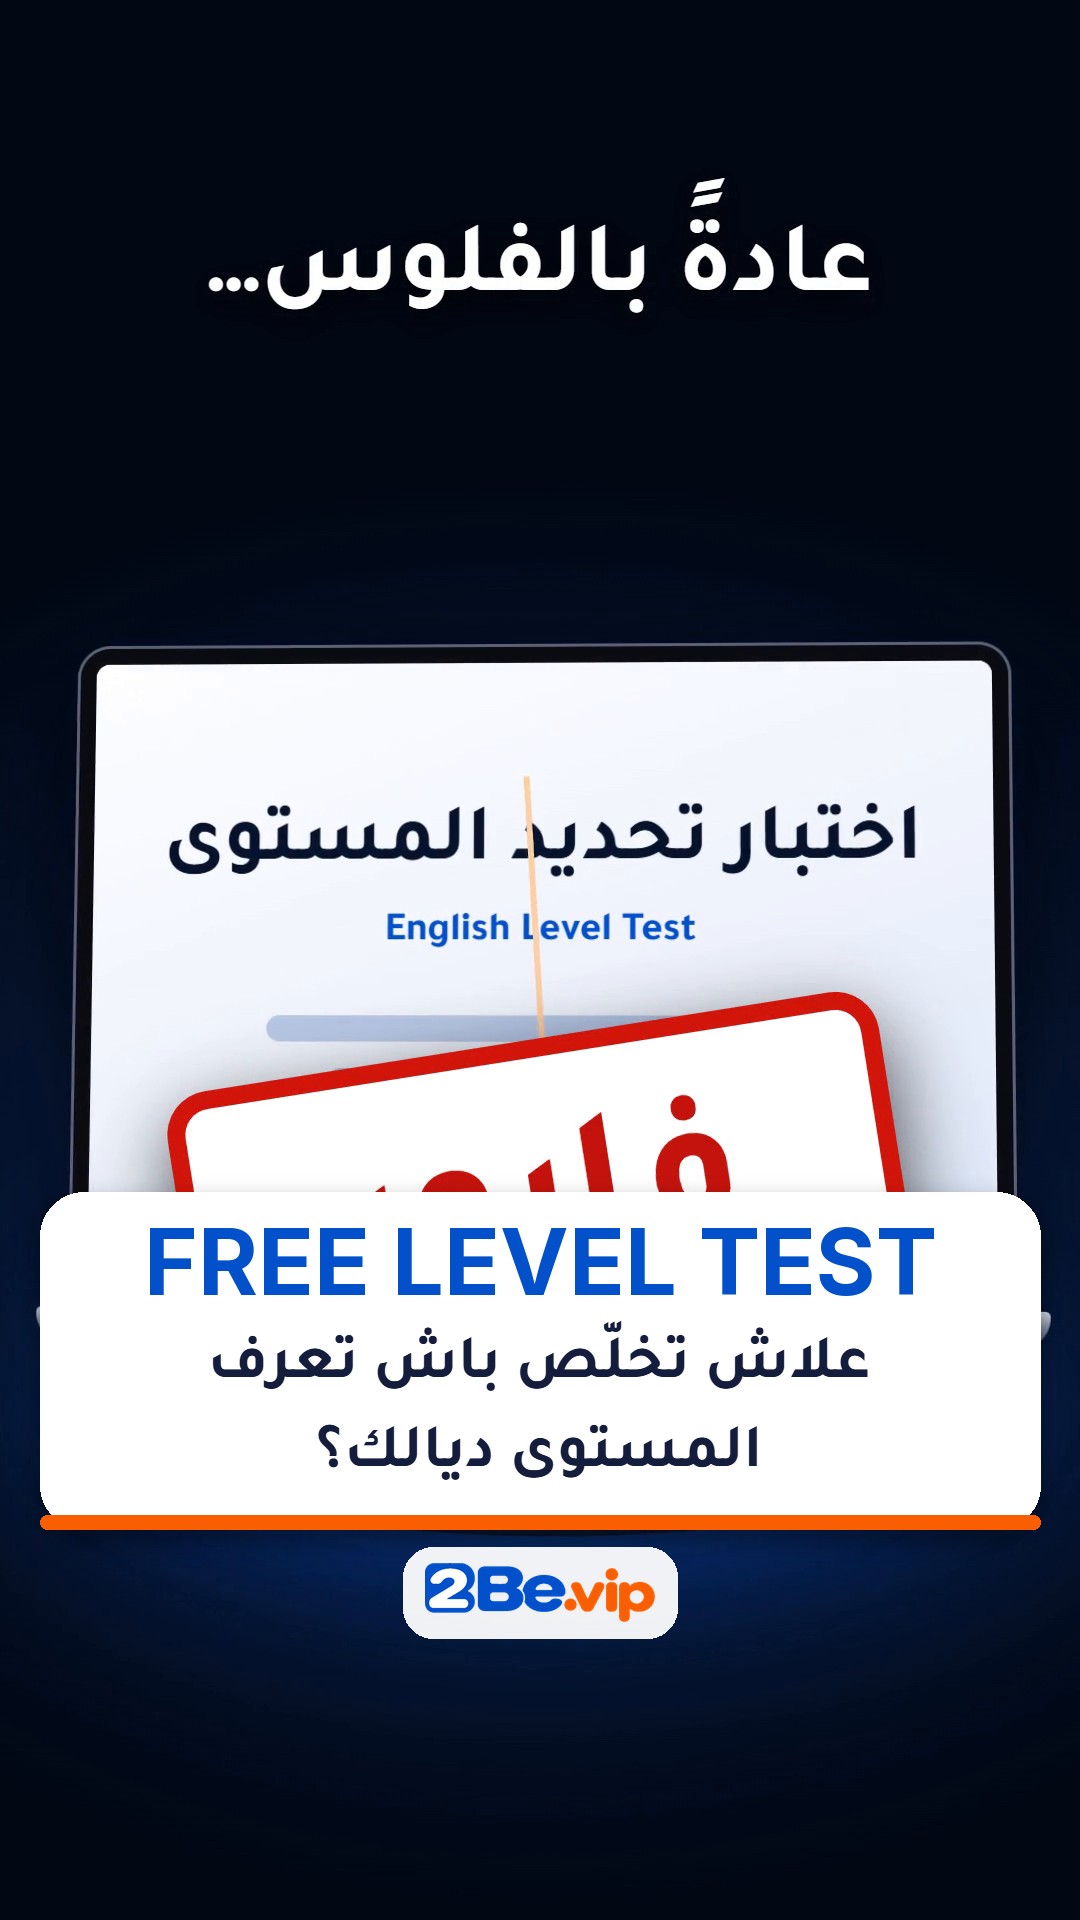 عادةً بالفلوس...
اختبار تحديد المستوى
English Level Test
FREE LEVEL TEST
علاش تخلّص باش تعرف
المستوى ديالك؟
2Be.vip